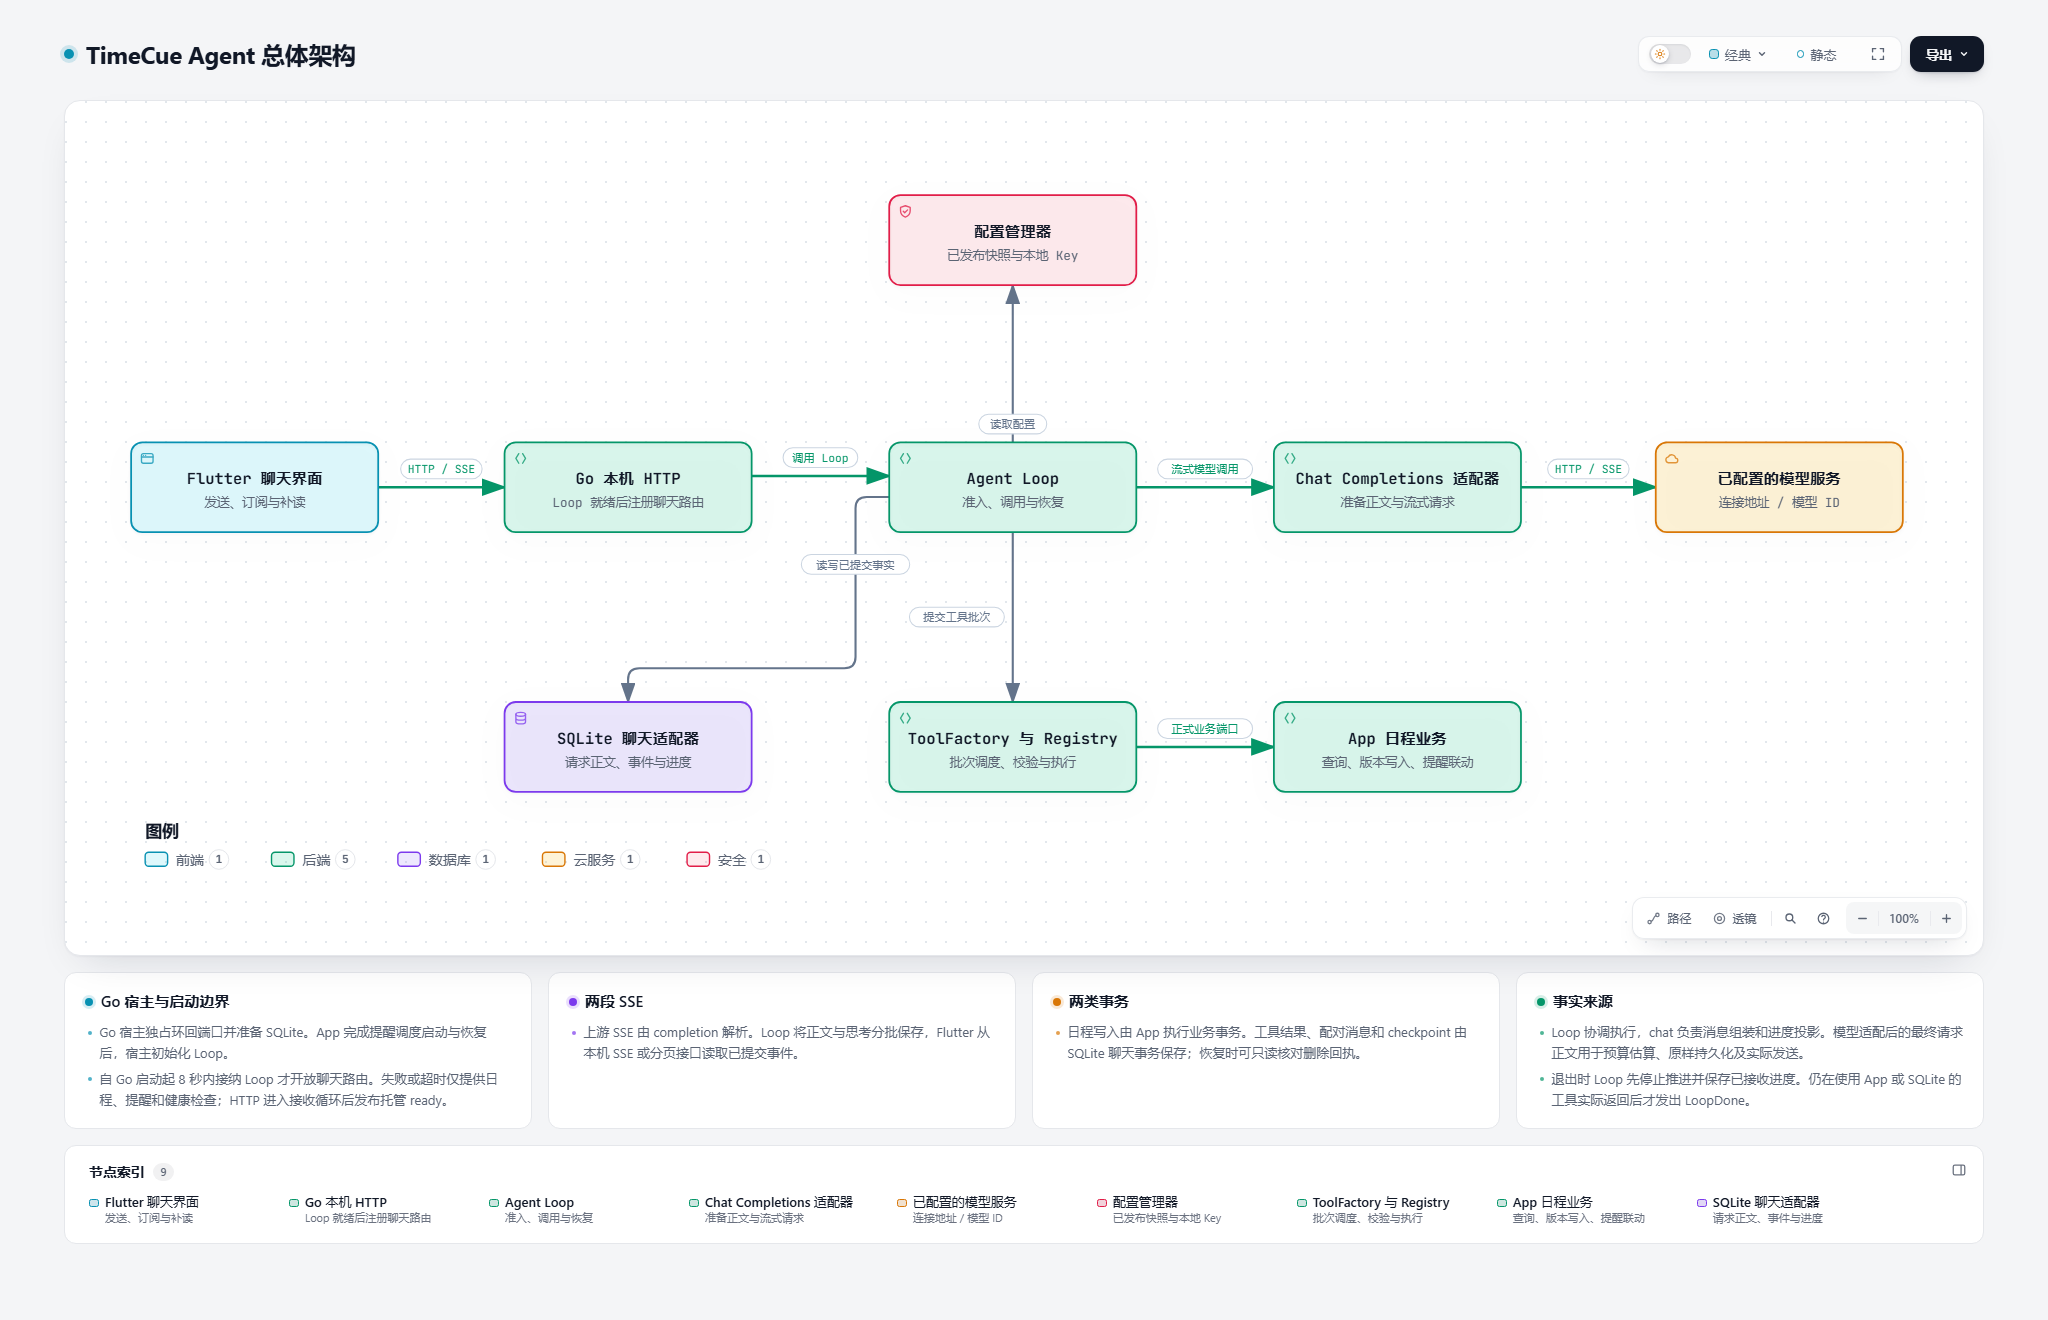 TimeCue Agent 总体架构
经典
静态
导出
配置管理器
已发布快照与本地 Key
读取配置
Flutter 聊天界面
发送、订阅与补读
HTTP / SSE
Go 本机 HTTP
Loop 就绪后注册聊天路由
调用 Loop
Agent Loop
准入、调用与恢复
流式模型调用
Chat Completions 适配器
准备正文与流式请求
HTTP / SSE
已配置的模型服务
连接地址 / 模型 ID
读写已提交事实
提交工具批次
SQLite 聊天适配器
请求正文、事件与进度
ToolFactory 与 Registry
批次调度、校验与执行
正式业务端口
App 日程业务
查询、版本写入、提醒联动
图例
前端 1
后端 5
数据库 1
云服务 1
安全 1
路径
透镜
100%
Go 宿主与启动边界
Go 宿主独占环回端口并准备 SQLite。App 完成提醒调度启动与恢复
后，宿主初始化 Loop。
自 Go 启动起 8 秒内接纳 Loop 才开放聊天路由。失败或超时仅提供日
程、提醒和健康检查；HTTP 进入接收循环后发布托管 ready。
两段 SSE
上游 SSE 由 completion 解析。Loop 将正文与思考分批保存，Flutter 从
本机 SSE 或分页接口读取已提交事件。
两类事务
日程写入由 App 执行业务事务。工具结果、配对消息和 checkpoint 由
SQLite 聊天事务保存；恢复时可只读核对删除回执。
事实来源
Loop 协调执行，chat 负责消息组装和进度投影。模型适配后的最终请求
正文用于预算估算、原样持久化及实际发送。
退出时 Loop 先停止推进并保存已接收进度。仍在使用 App 或 SQLite 的
工具实际返回后才发出 LoopDone。
节点索引 9
Flutter 聊天界面
发送、订阅与补读
Go 本机 HTTP
Loop 就绪后注册聊天路由
Agent Loop
准入、调用与恢复
Chat Completions 适配器
准备正文与流式请求
已配置的模型服务
连接地址 / 模型 ID
配置管理器
已发布快照与本地 Key
ToolFactory 与 Registry
批次调度、校验与执行
App 日程业务
查询、版本写入、提醒联动
SQLite 聊天适配器
请求正文、事件与进度